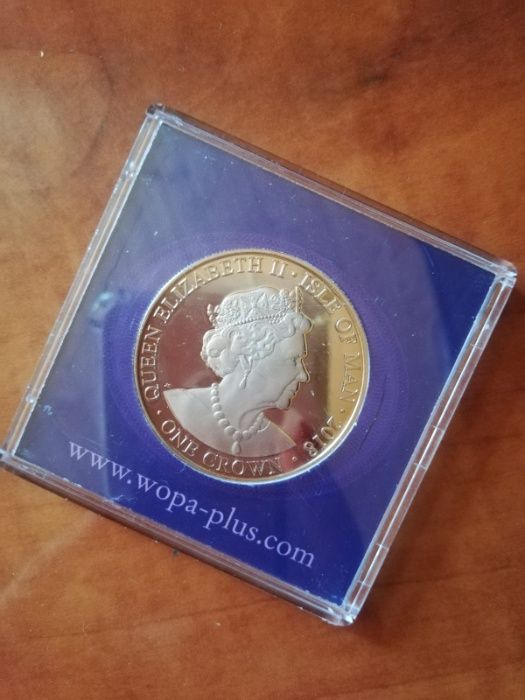 QUEEN ELIZABETH II · ISLE OF MAN · 2018
· ONE CROWN ·
www.wopa-plus.com